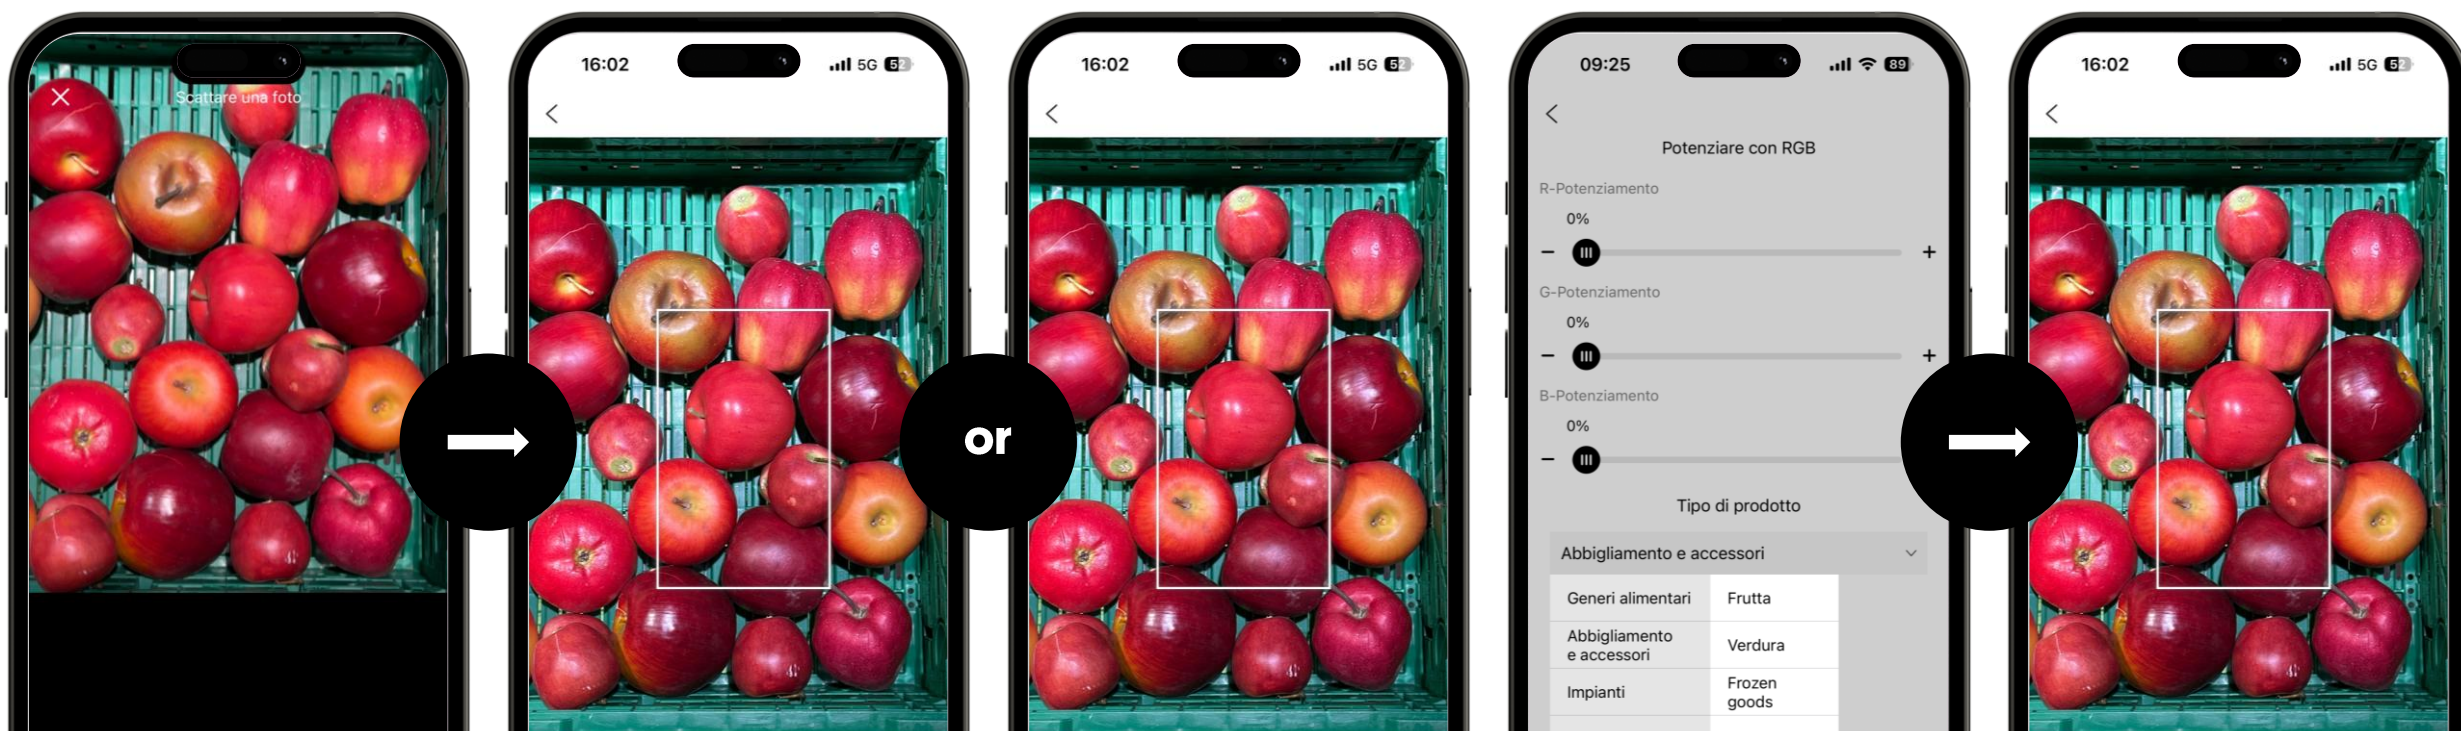 Scattare una foto
16:02
5G 52
or
16:02
5G 52
09:25
89
Potenziare con RGB
R-Potenziamento
0%
− +
G-Potenziamento
0%
− +
B-Potenziamento
0%
−
Tipo di prodotto
Abbigliamento e accessori
Generi alimentari
Frutta
Abbigliamento
e accessori
Verdura
Impianti
Frozen
goods
16:02
5G 52